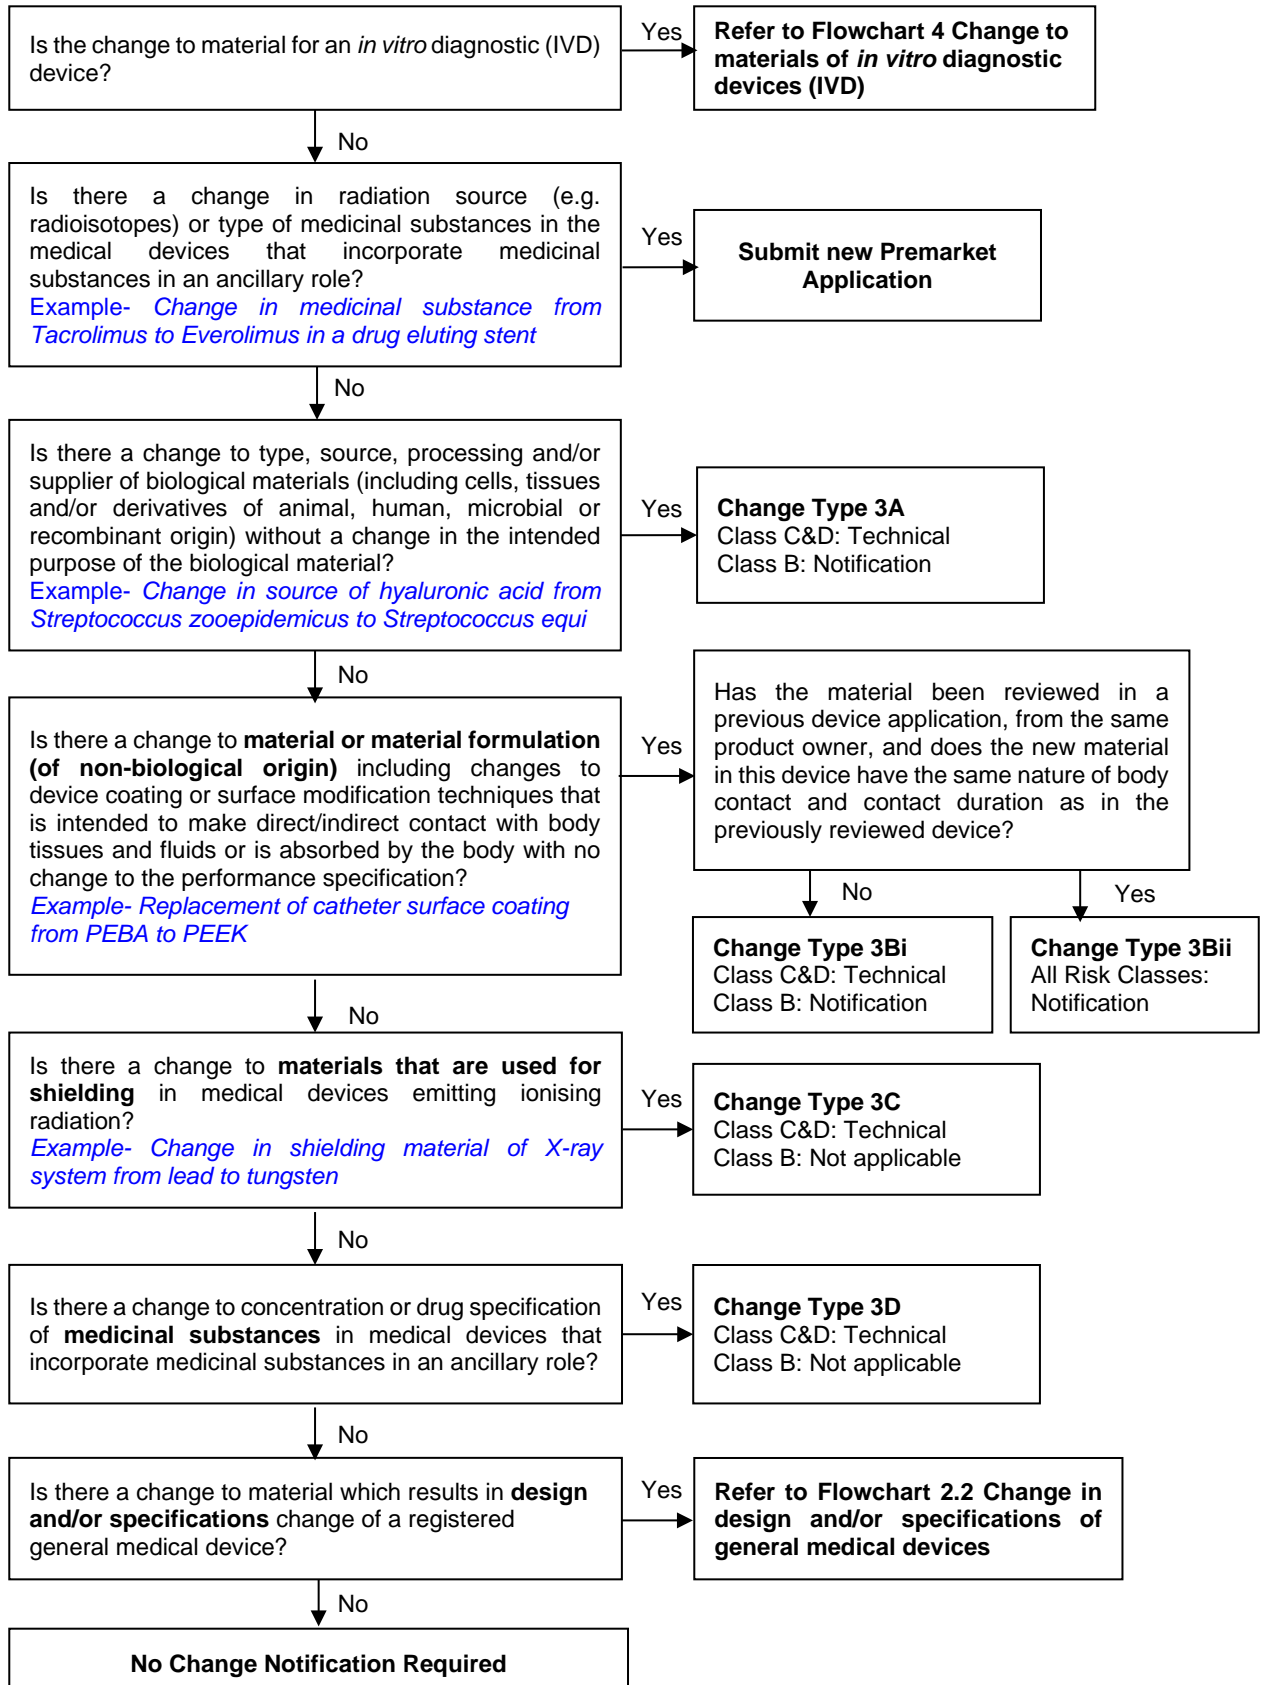 Is the change to material for an in vitro diagnostic (IVD)
device?
Yes
Refer to Flowchart 4 Change to
materials of in vitro diagnostic
devices (IVD)
No
Is there a change in radiation source (e.g.
radioisotopes) or type of medicinal substances in the
medical devices that incorporate medicinal
substances in an ancillary role?
Example- Change in medicinal substance from
Tacrolimus to Everolimus in a drug eluting stent
Yes
Submit new Premarket
Application
No
Is there a change to type, source, processing and/or
supplier of biological materials (including cells, tissues
and/or derivatives of animal, human, microbial or
recombinant origin) without a change in the intended
purpose of the biological material?
Example- Change in source of hyaluronic acid from
Streptococcus zooepidemicus to Streptococcus equi
Yes
Change Type 3A
Class C&D: Technical
Class B: Notification
No
Is there a change to material or material formulation
(of non-biological origin) including changes to
device coating or surface modification techniques that
is intended to make direct/indirect contact with body
tissues and fluids or is absorbed by the body with no
change to the performance specification?
Example- Replacement of catheter surface coating
from PEBA to PEEK
Yes
Has the material been reviewed in a
previous device application, from the same
product owner, and does the new material
in this device have the same nature of body
contact and contact duration as in the
previously reviewed device?
No
Yes
Change Type 3Bi
Class C&D: Technical
Class B: Notification
Change Type 3Bii
All Risk Classes:
Notification
No
Is there a change to materials that are used for
shielding in medical devices emitting ionising
radiation?
Example- Change in shielding material of X-ray
system from lead to tungsten
Yes
Change Type 3C
Class C&D: Technical
Class B: Not applicable
No
Is there a change to concentration or drug specification
of medicinal substances in medical devices that
incorporate medicinal substances in an ancillary role?
Yes
Change Type 3D
Class C&D: Technical
Class B: Not applicable
No
Is there a change to material which results in design
and/or specifications change of a registered
general medical device?
Yes
Refer to Flowchart 2.2 Change in
design and/or specifications of
general medical devices
No
No Change Notification Required